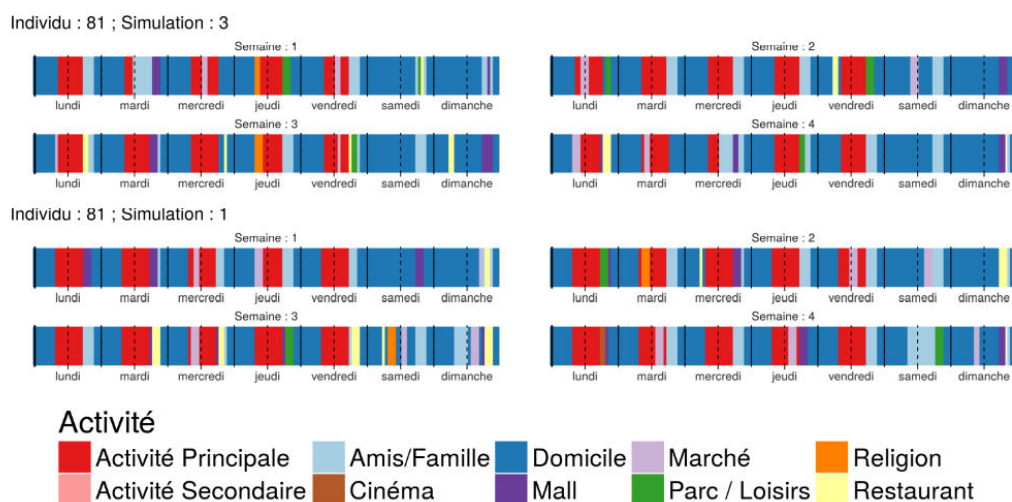 Individu : 81 ; Simulation : 3
Semaine : 1 Semaine : 2
lundi mardi mercredi jeudi vendredi samedi dimanche lundi mardi mercredi jeudi vendredi samedi dimanche
Semaine : 3 Semaine : 4
lundi mardi mercredi jeudi vendredi samedi dimanche lundi mardi mercredi jeudi vendredi samedi dimanche
Individu : 81 ; Simulation : 1
Semaine : 1 Semaine : 2
lundi mardi mercredi jeudi vendredi samedi dimanche lundi mardi mercredi jeudi vendredi samedi dimanche
Semaine : 3 Semaine : 4
lundi mardi mercredi jeudi vendredi samedi dimanche lundi mardi mercredi jeudi vendredi samedi dimanche
Activité
Activité Principale Amis/Famille Domicile Marché Religion
Activité Secondaire Cinéma Mall Parc / Loisirs Restaurant